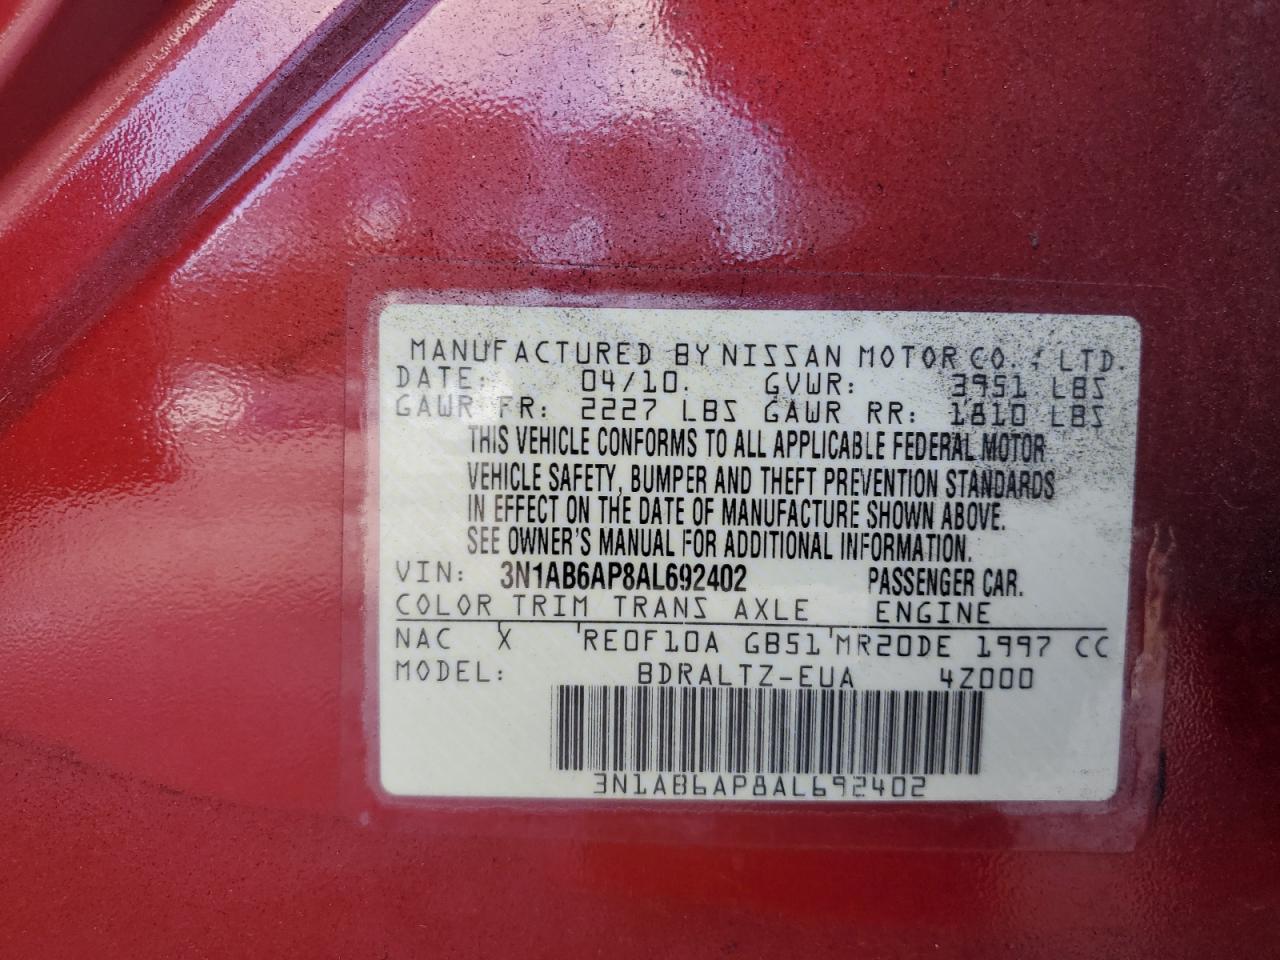 MANUFACTURED BY NISSAN MOTOR CO., LTD.
DATE: 04/10. GVWR: 3951 LBS
GAWR FR: 2227 LBS GAWR RR: 1810 LBS
THIS VEHICLE CONFORMS TO ALL APPLICABLE FEDERAL MOTOR
VEHICLE SAFETY, BUMPER AND THEFT PREVENTION STANDARDS
IN EFFECT ON THE DATE OF MANUFACTURE SHOWN ABOVE.
SEE OWNER'S MANUAL FOR ADDITIONAL INFORMATION.
VIN: 3N1AB6AP8AL692402 PASSENGER CAR.
COLOR TRIM TRANS AXLE ENGINE
NAC X RE0F10A GB51 MR20DE 1997 CC
MODEL: BDRALTZ-EUA 4Z000
3N1AB6AP8AL692402